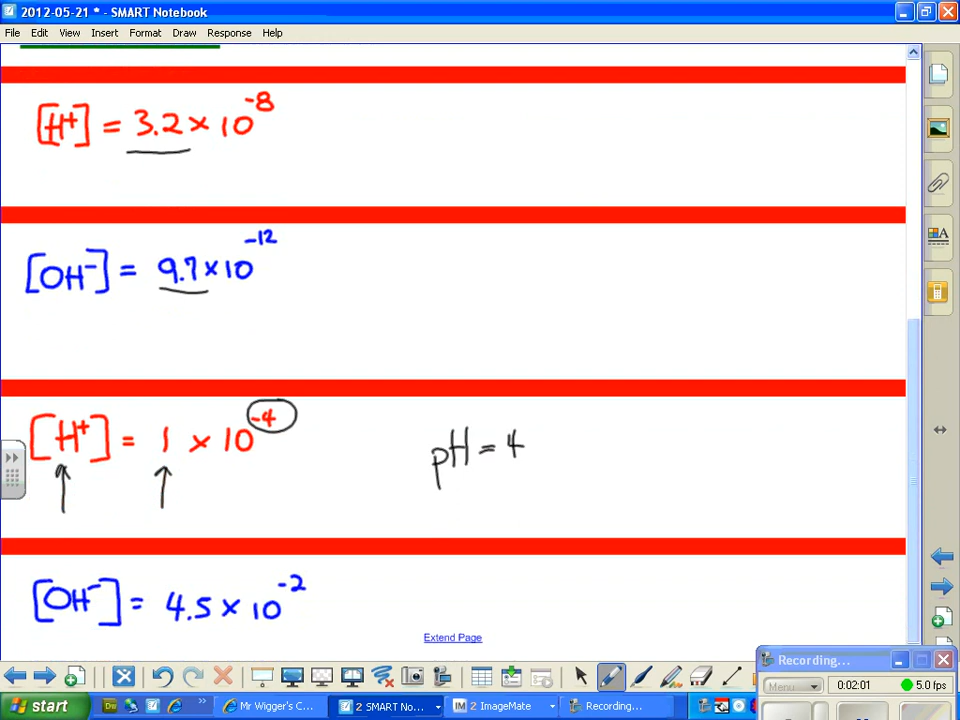 2012-05-21 * - SMART Notebook
File Edit View Insert Format Draw Response Help
[H⁺] = 3.2 × 10⁻⁸
[OH⁻] = 9.7 × 10⁻¹²
[H⁺] = 1 × 10⁻⁴
pH = 4
[OH⁻] = 4.5 × 10⁻²
Extend Page
Recording...
Menu
0:02:01
5.0 fps
start
Mr Wigger's C...
2 SMART No...
2 ImageMate
Recording....